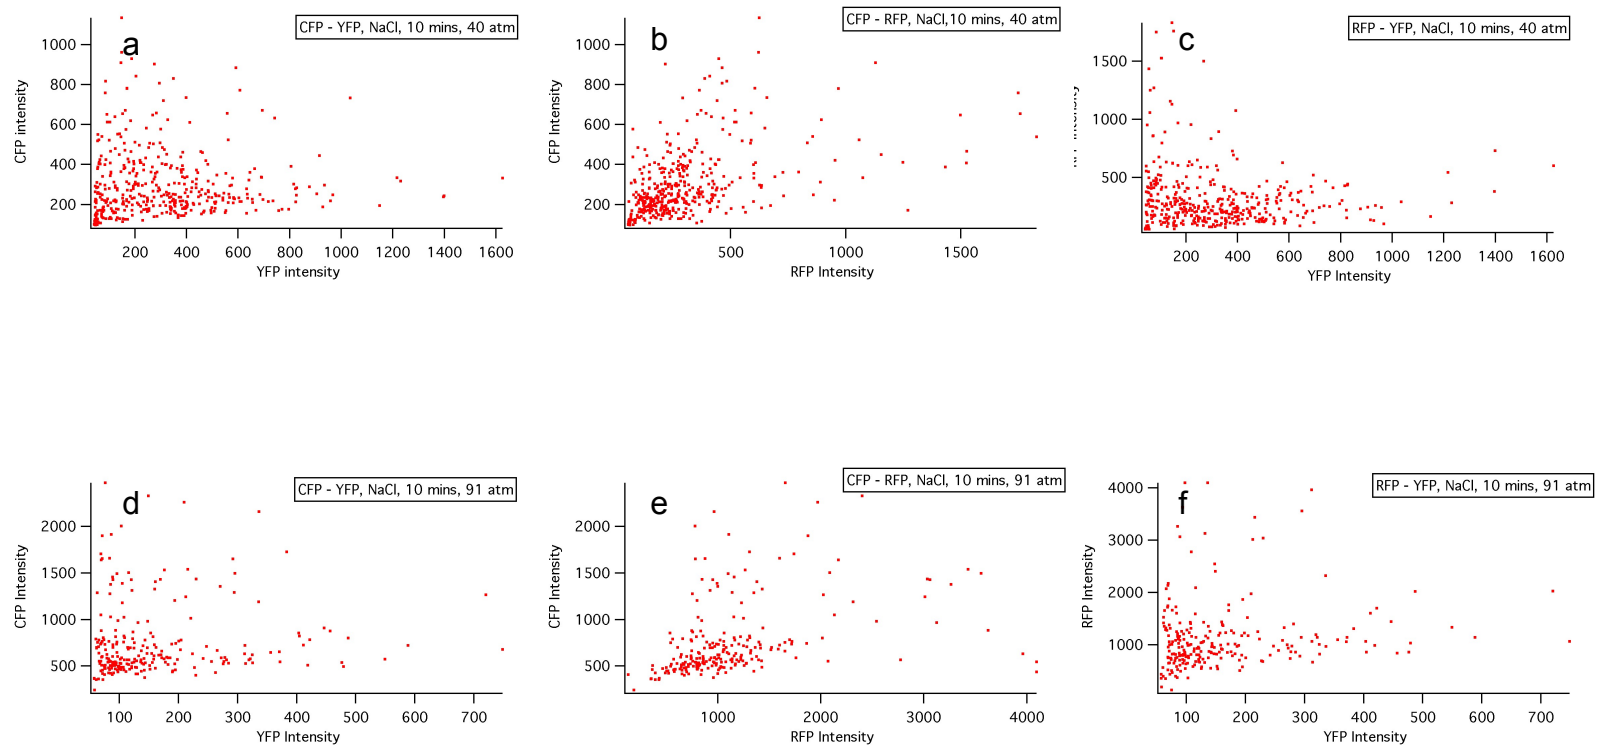 a
CFP - YFP, NaCl, 10 mins, 40 atm
1000
800
600
400
200
CFP intensity
200 400 600 800 1000 1200 1400 1600
YFP intensity
b
CFP - RFP, NaCl,10 mins, 40 atm
1000
800
600
400
200
CFP Intensity
500 1000 1500
RFP Intensity
c
RFP - YFP, NaCl, 10 mins, 40 atm
1500
1000
500
200 400 600 800 1000 1200 1400 1600
YFP Intensity
d
CFP - YFP, NaCl, 10 mins, 91 atm
2000
1500
1000
500
CFP Intensity
100 200 300 400 500 600 700
YFP Intensity
e
CFP - RFP, NaCl, 10 mins, 91 atm
2000
1500
1000
500
CFP Intensity
1000 2000 3000 4000
RFP Intensity
f
RFP - YFP, NaCl, 10 mins, 91 atm
4000
3000
2000
1000
RFP Intensity
100 200 300 400 500 600 700
YFP Intensity